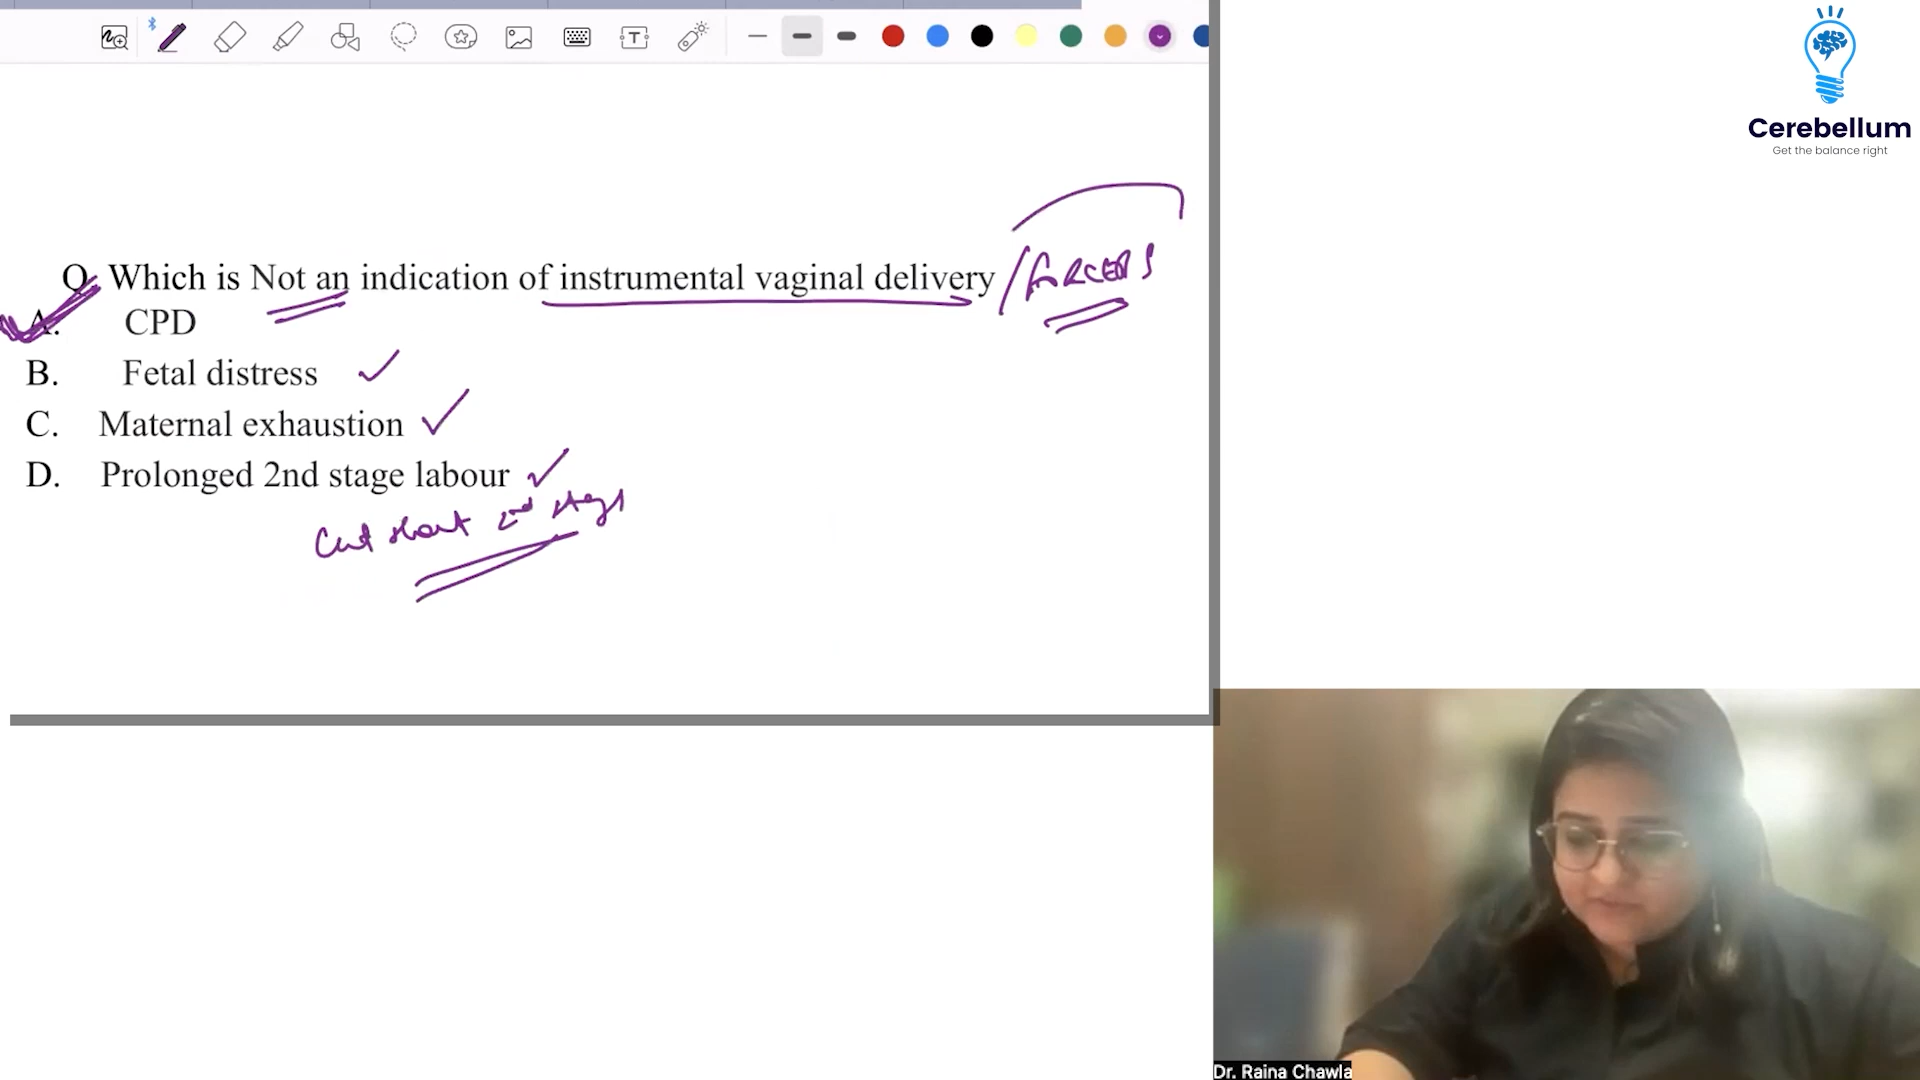 Cerebellum
Get the balance right
Q. Which is Not an indication of instrumental vaginal delivery / FORCEPS
A. CPD
B. Fetal distress
C. Maternal exhaustion
D. Prolonged 2nd stage labour
Cut short 2nd stage
Dr. Raina Chawla